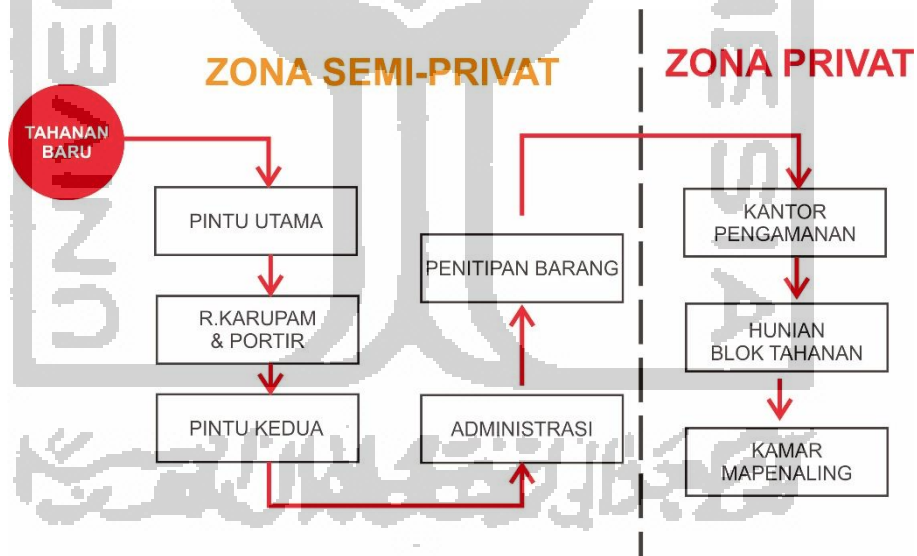 ZONA SEMI-PRIVAT
ZONA PRIVAT
TAHANAN
BARU
PINTU UTAMA
R.KARUPAM
& PORTIR
PINTU KEDUA
ADMINISTRASI
PENITIPAN BARANG
KANTOR
PENGAMANAN
HUNIAN
BLOK TAHANAN
KAMAR
MAPENALING